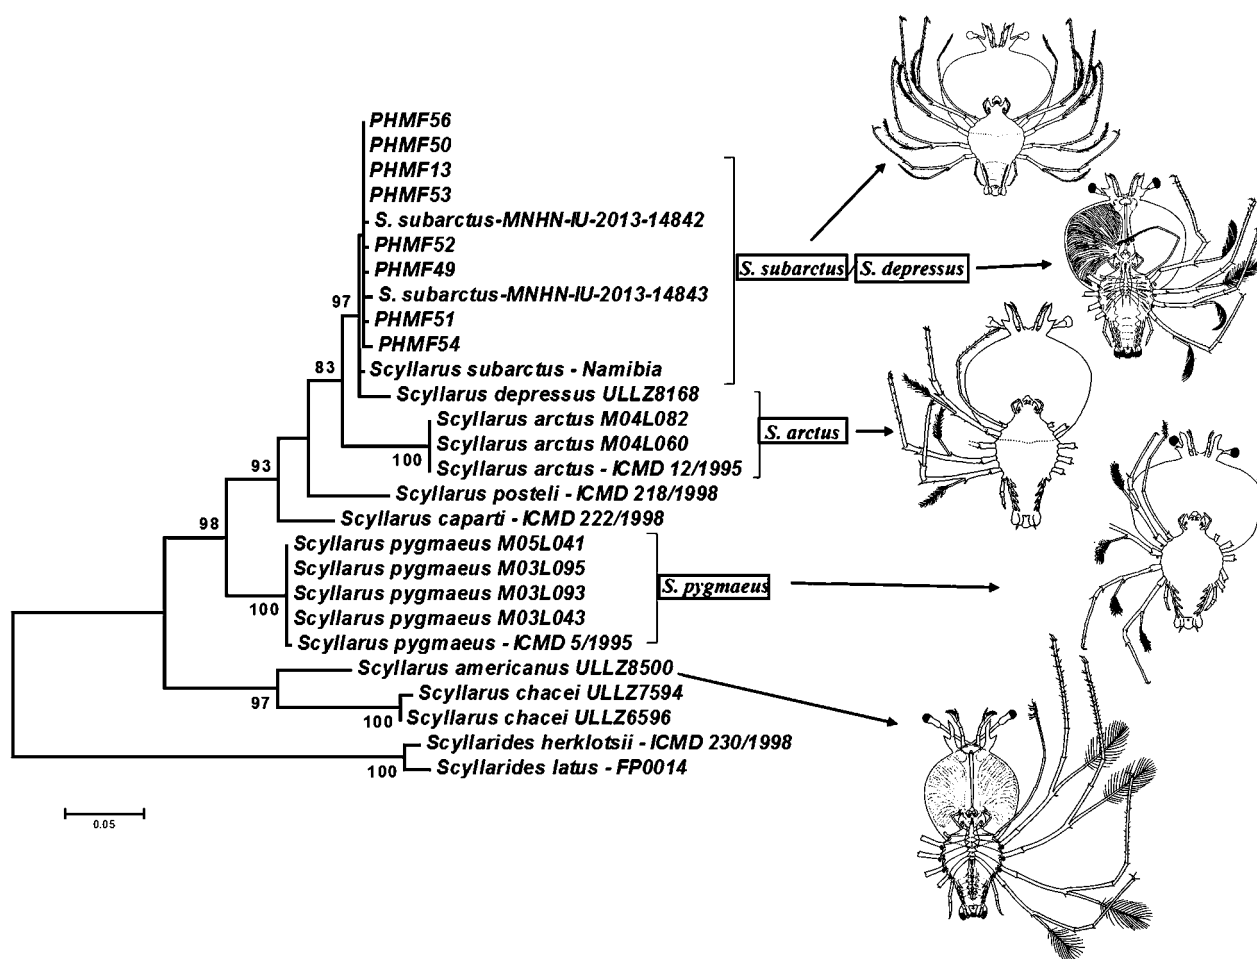 PHMF56
PHMF50
PHMF13
PHMF53
S. subarctus-MNHN-IU-2013-14842
PHMF52
PHMF49
S. subarctus-MNHN-IU-2013-14843
PHMF51
PHMF54
Scyllarus subarctus - Namibia
Scyllarus depressus ULLZ8168
Scyllarus arctus M04L082
Scyllarus arctus M04L060
Scyllarus arctus - ICMD 12/1995
Scyllarus posteli - ICMD 218/1998
Scyllarus caparti - ICMD 222/1998
Scyllarus pygmaeus M05L041
Scyllarus pygmaeus M03L095
Scyllarus pygmaeus M03L093
Scyllarus pygmaeus M03L043
Scyllarus pygmaeus - ICMD 5/1995
Scyllarus americanus ULLZ8500
Scyllarus chacei ULLZ7594
Scyllarus chacei ULLZ6596
Scyllarides herklotsii - ICMD 230/1998
Scyllarides latus - FP0014
97
83
100
93
98
100
97
100
100
0.05
S. subarctus / S. depressus
S. arctus
S. pygmaeus